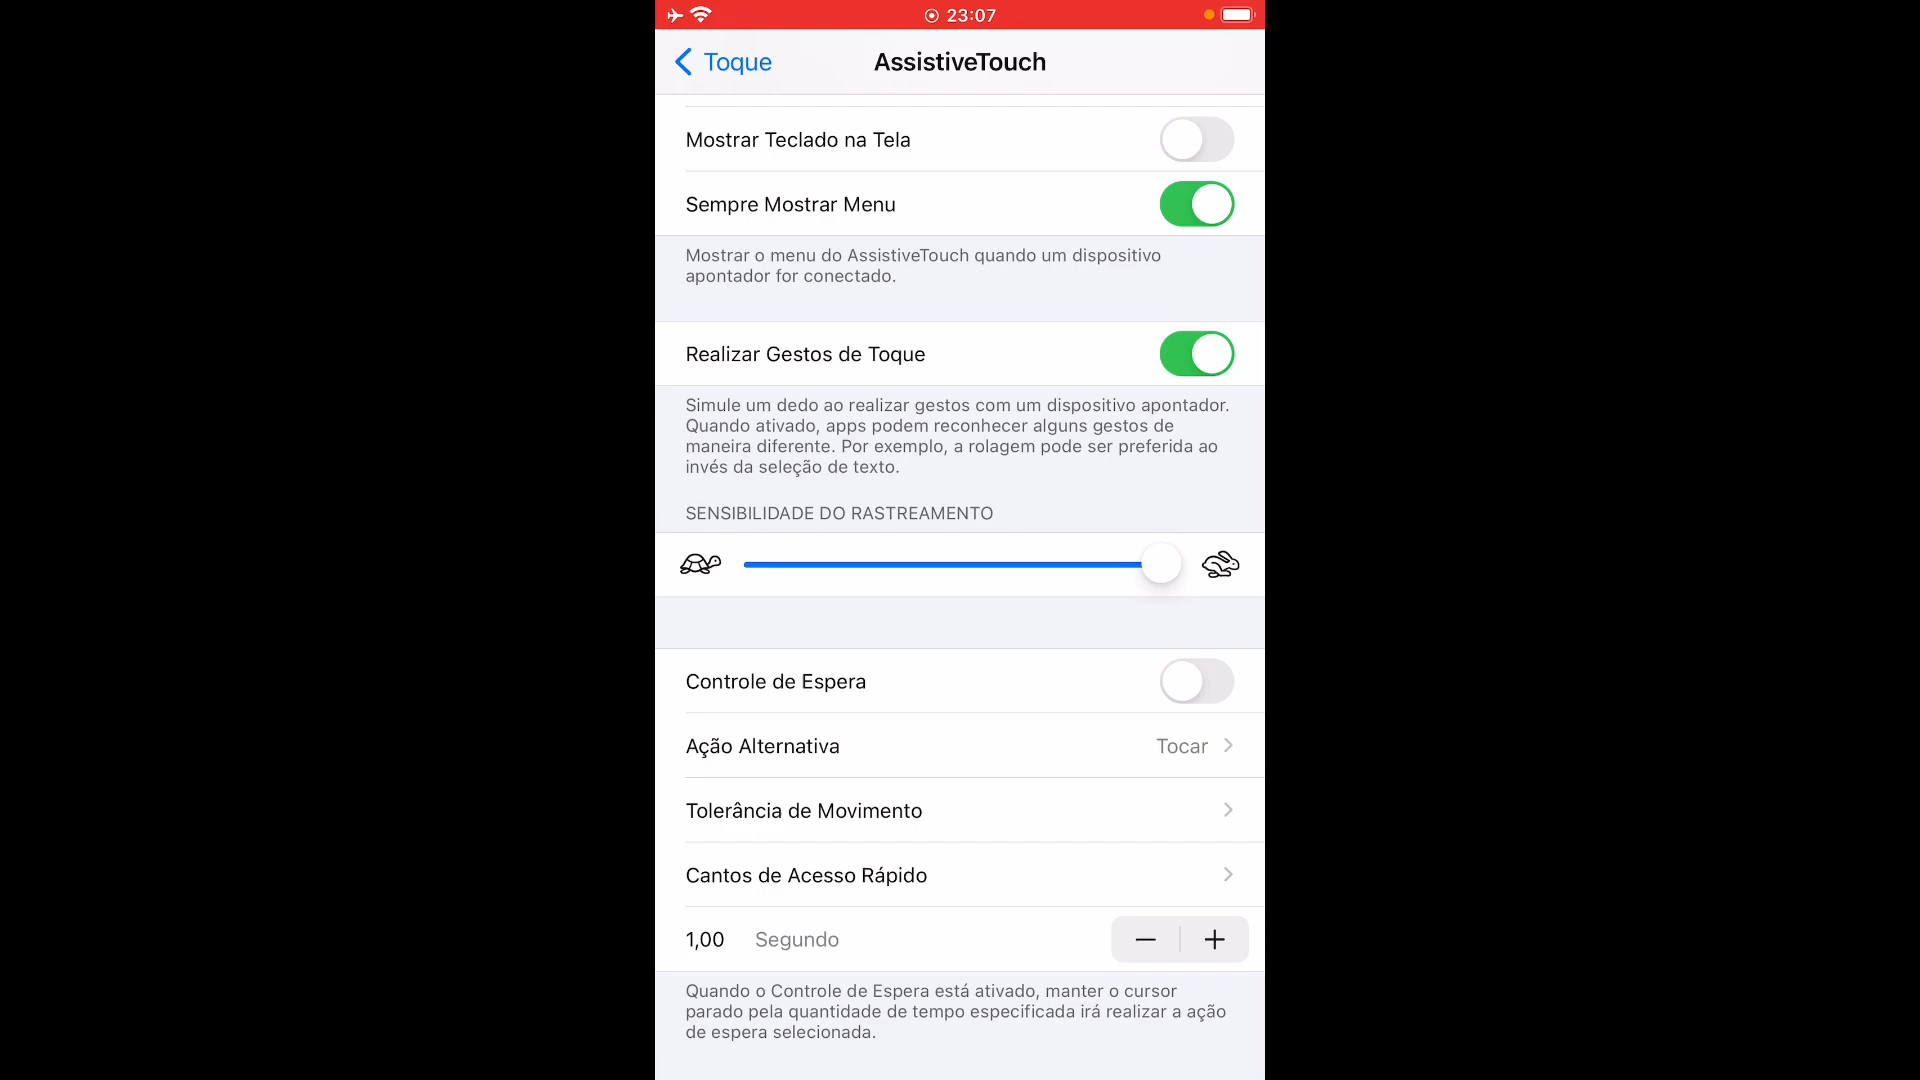 23:07
Toque
AssistiveTouch
Mostrar Teclado na Tela
Sempre Mostrar Menu
Mostrar o menu do AssistiveTouch quando um dispositivo
apontador for conectado.
Realizar Gestos de Toque
Simule um dedo ao realizar gestos com um dispositivo apontador.
Quando ativado, apps podem reconhecer alguns gestos de
maneira diferente. Por exemplo, a rolagem pode ser preferida ao
invés da seleção de texto.
SENSIBILIDADE DO RASTREAMENTO
Controle de Espera
Ação Alternativa Tocar
Tolerância de Movimento
Cantos de Acesso Rápido
1,00 Segundo
Quando o Controle de Espera está ativado, manter o cursor
parado pela quantidade de tempo especificada irá realizar a ação
de espera selecionada.